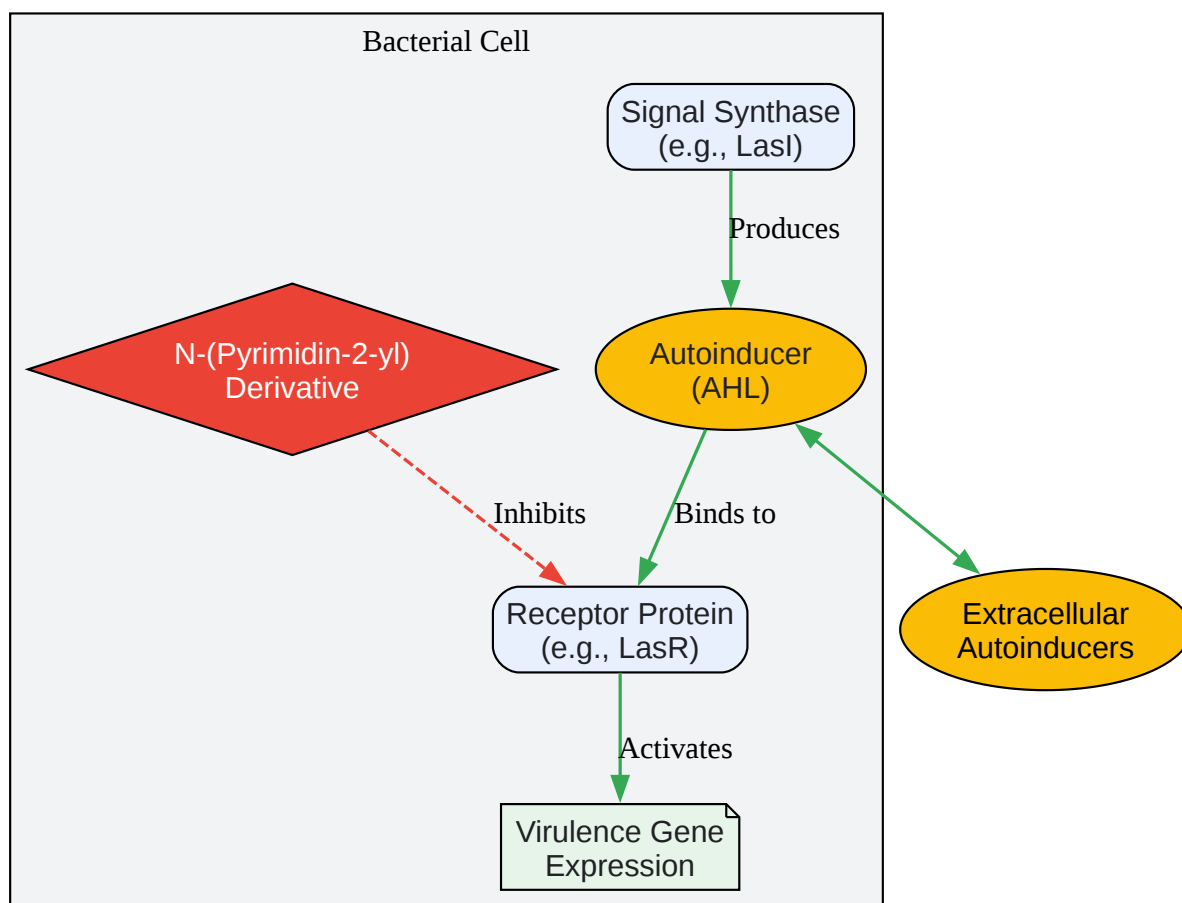 Bacterial Cell
Signal Synthase
(e.g., LasI)
Produces
N-(Pyrimidin-2-yl)
Derivative
Autoinducer
(AHL)
Inhibits
Binds to
Receptor Protein
(e.g., LasR)
Extracellular
Autoinducers
Activates
Virulence Gene
Expression